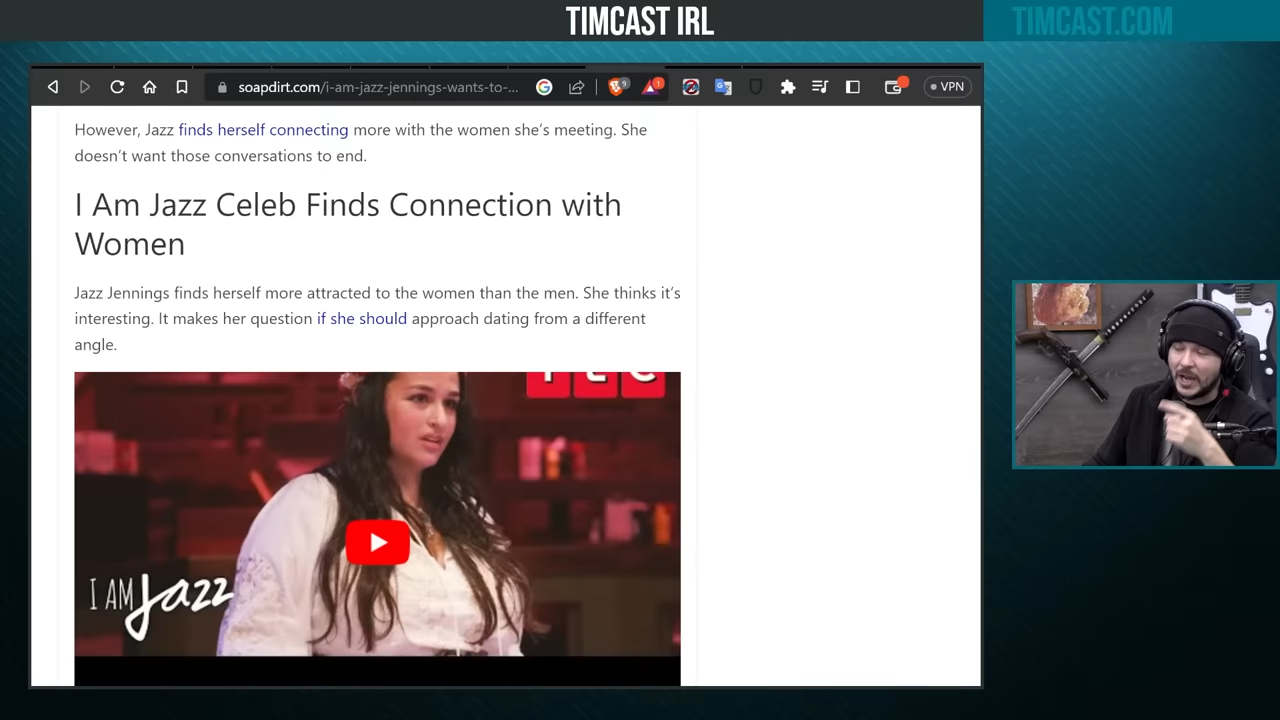 TIMCAST IRL
TIMCAST.COM
soapdirt.com/i-am-jazz-jennings-wants-to-...
9
1
VPN
However, Jazz finds herself connecting more with the women she's meeting. She
doesn't want those conversations to end.
I Am Jazz Celeb Finds Connection with
Women
Jazz Jennings finds herself more attracted to the women than the men. She thinks it's
interesting. It makes her question if she should approach dating from a different
angle.
TLC
I AM Jazz